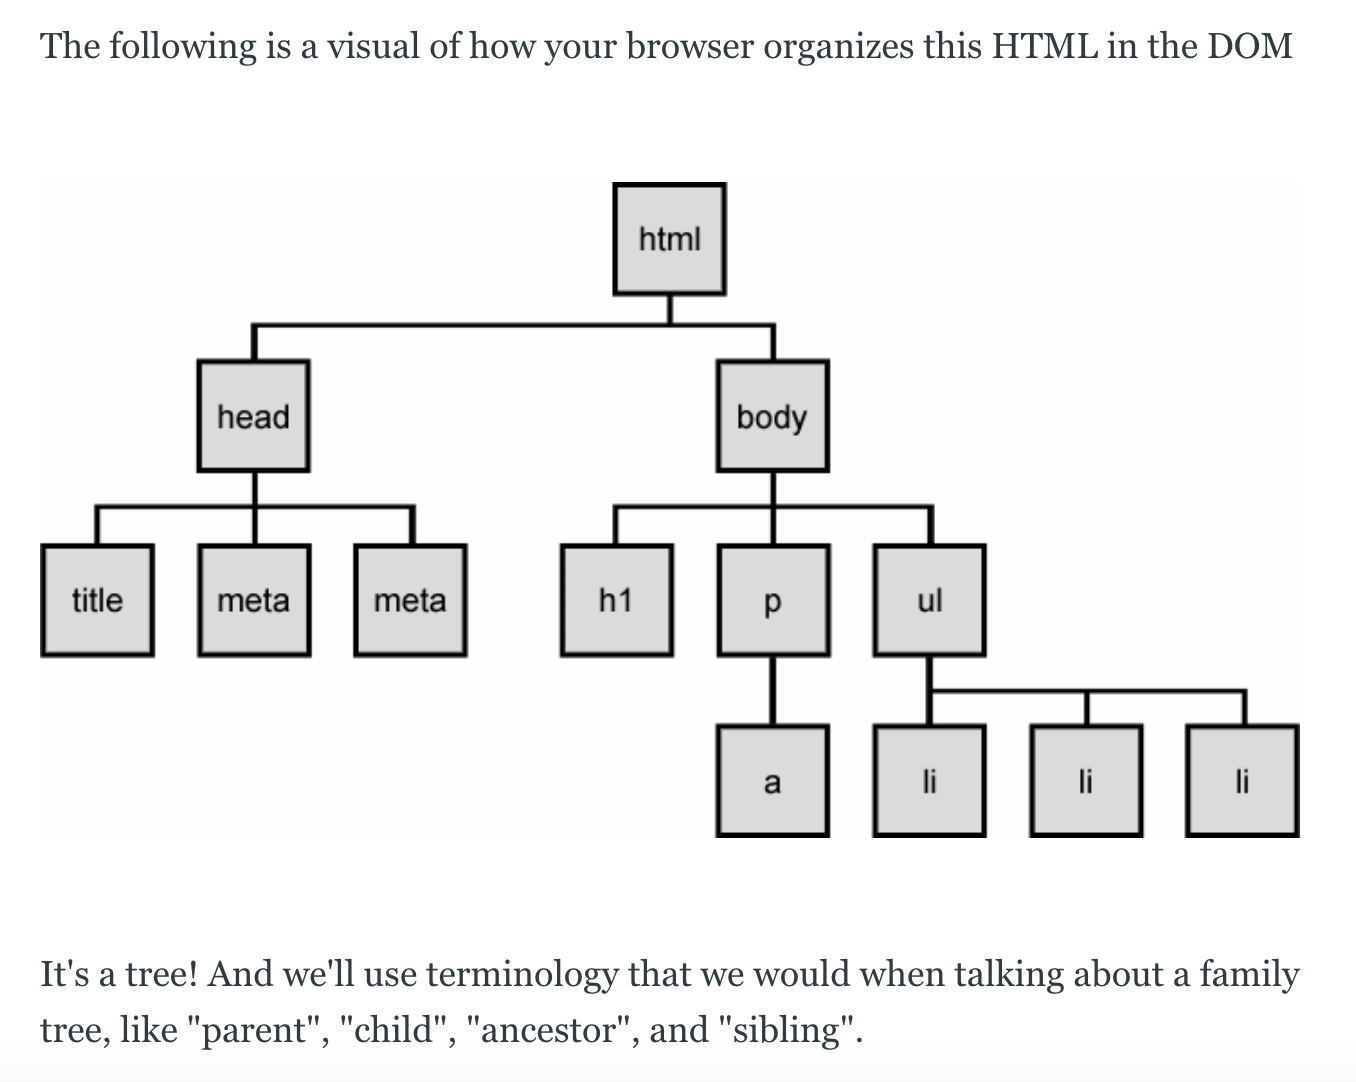 The following is a visual of how your browser organizes this HTML in the DOM
html
head
body
title
meta
meta
h1
p
ul
a
li
li
li
It's a tree! And we'll use terminology that we would when talking about a family
tree, like "parent", "child", "ancestor", and "sibling".